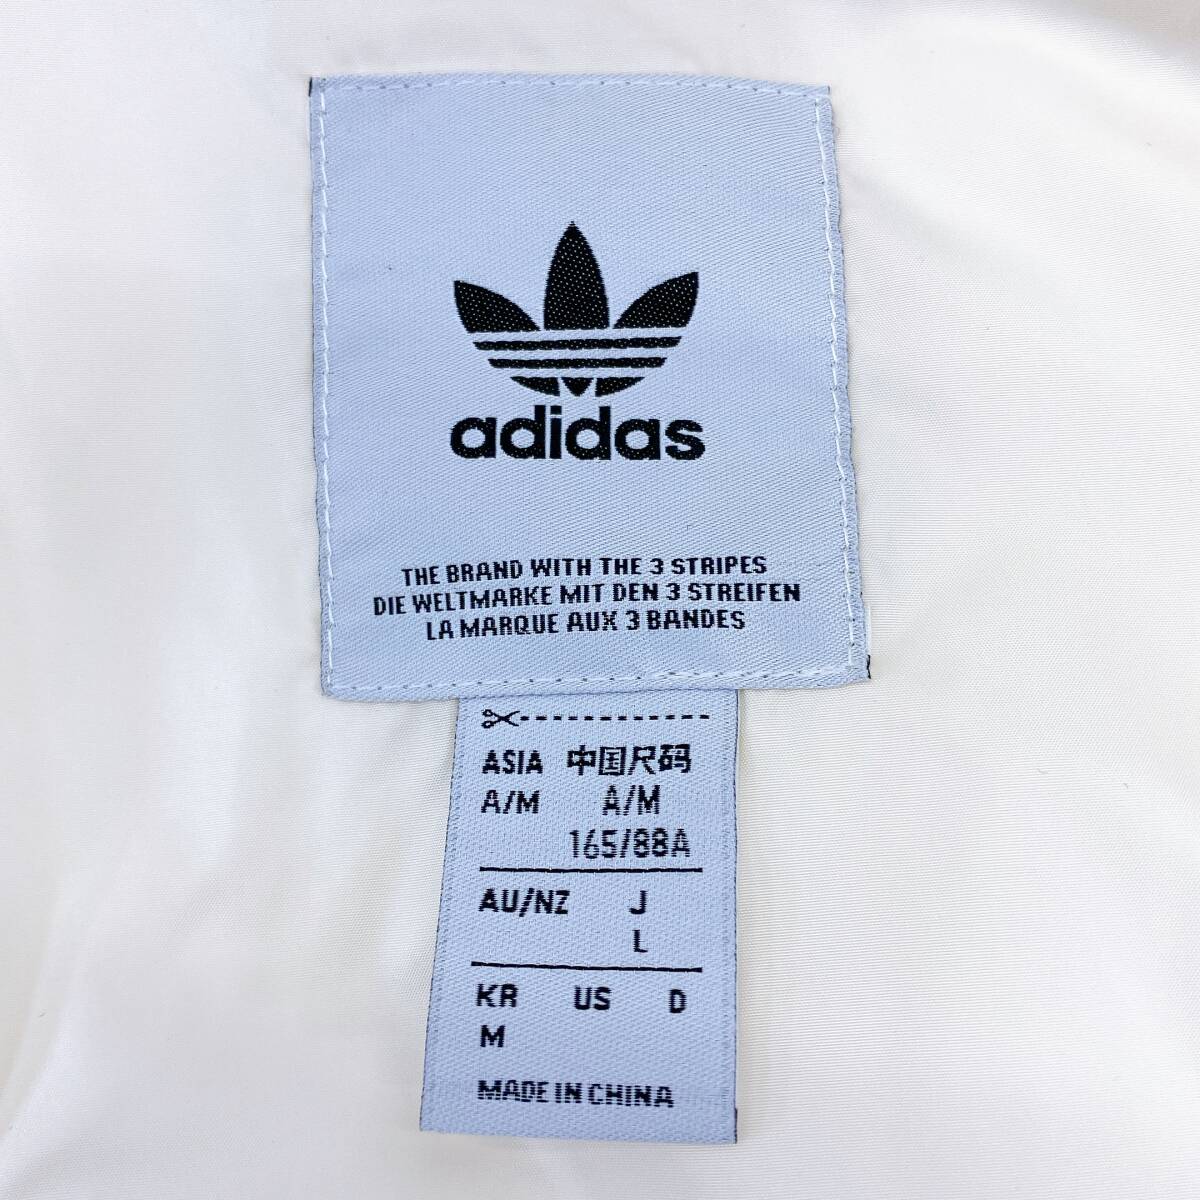 adidas
THE BRAND WITH THE 3 STRIPES
DIE WELTMARKE MIT DEN 3 STREIFEN
LA MARQUE AUX 3 BANDES
ASIA 中国尺码
A/M A/M
165/88A
AU/NZ J
L
KR US D
M
MADE IN CHINA